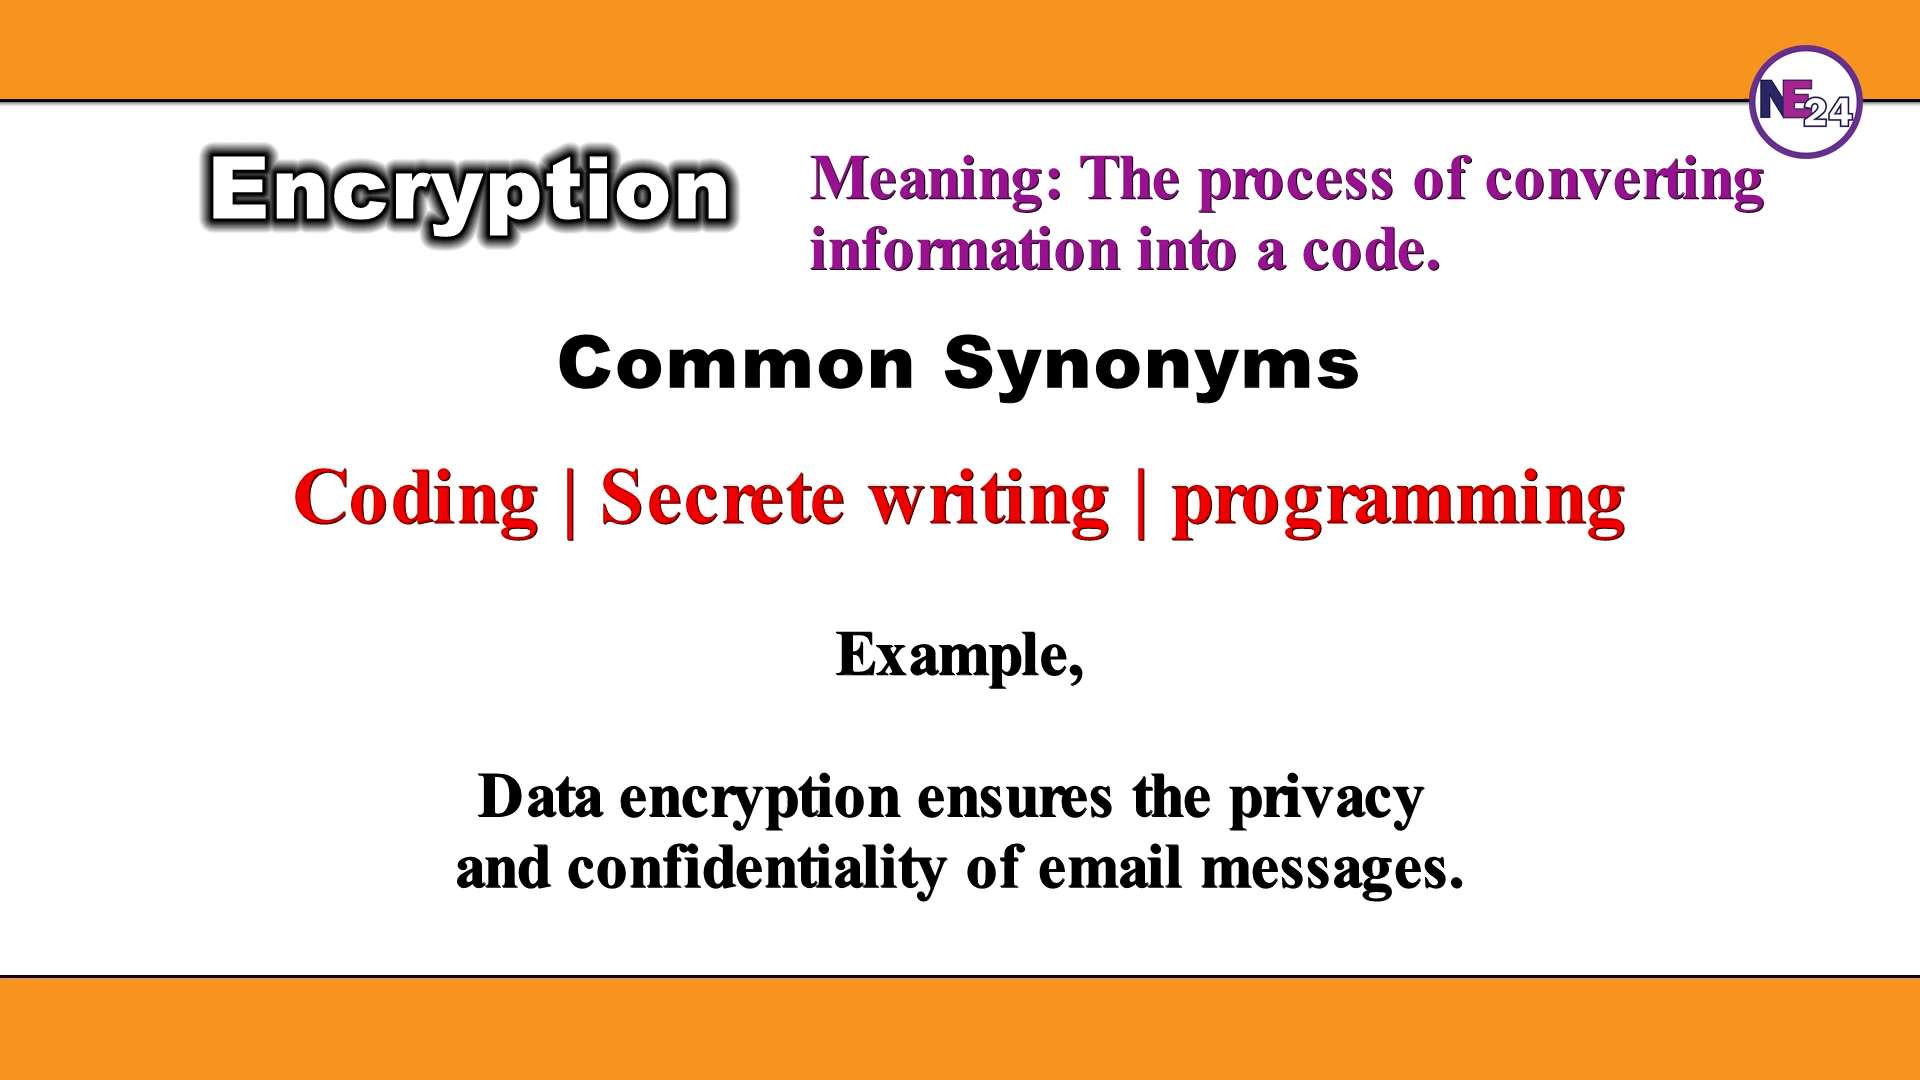 NE24
Encryption
Meaning: The process of converting
information into a code.
Common Synonyms
Coding | Secrete writing | programming
Example,
Data encryption ensures the privacy
and confidentiality of email messages.